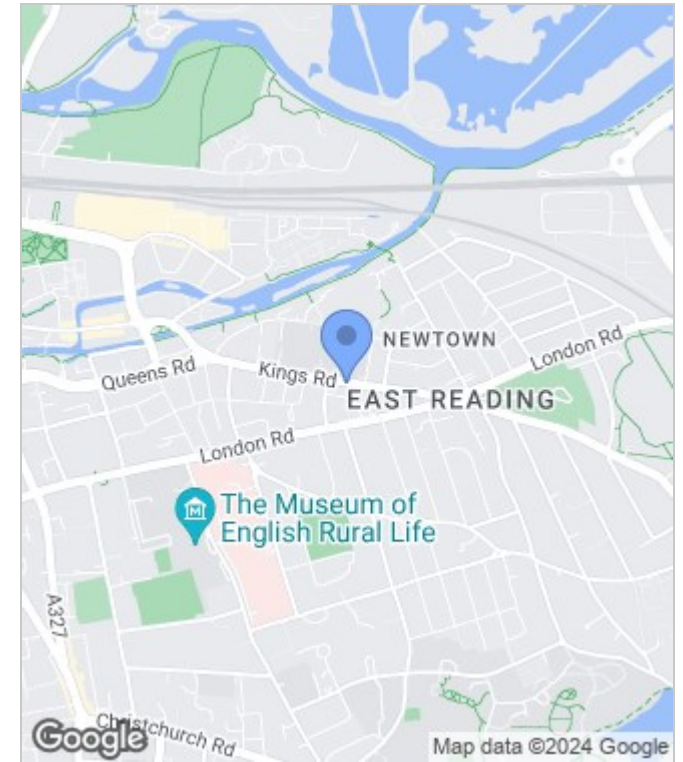 NEWTOWN
London Rd
Queens Rd
Kings Rd
EAST READING
London Rd
M
The Museum of
English Rural Life
A327
Christchurch Rd
Google
Map data ©2024 Google